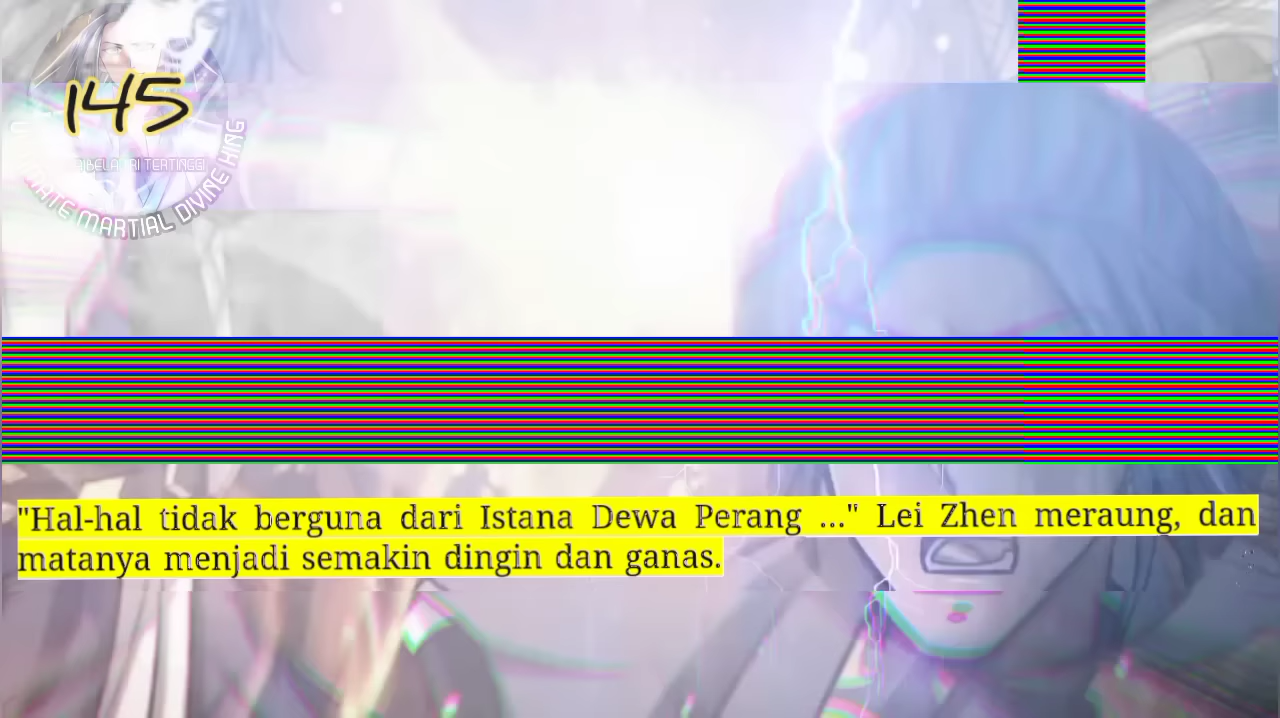 145
TERTINGGI
MARTIAL DIVINE KING
"Hal-hal tidak berguna dari Istana Dewa Perang ..." Lei Zhen meraung, dan
matanya menjadi semakin dingin dan ganas.